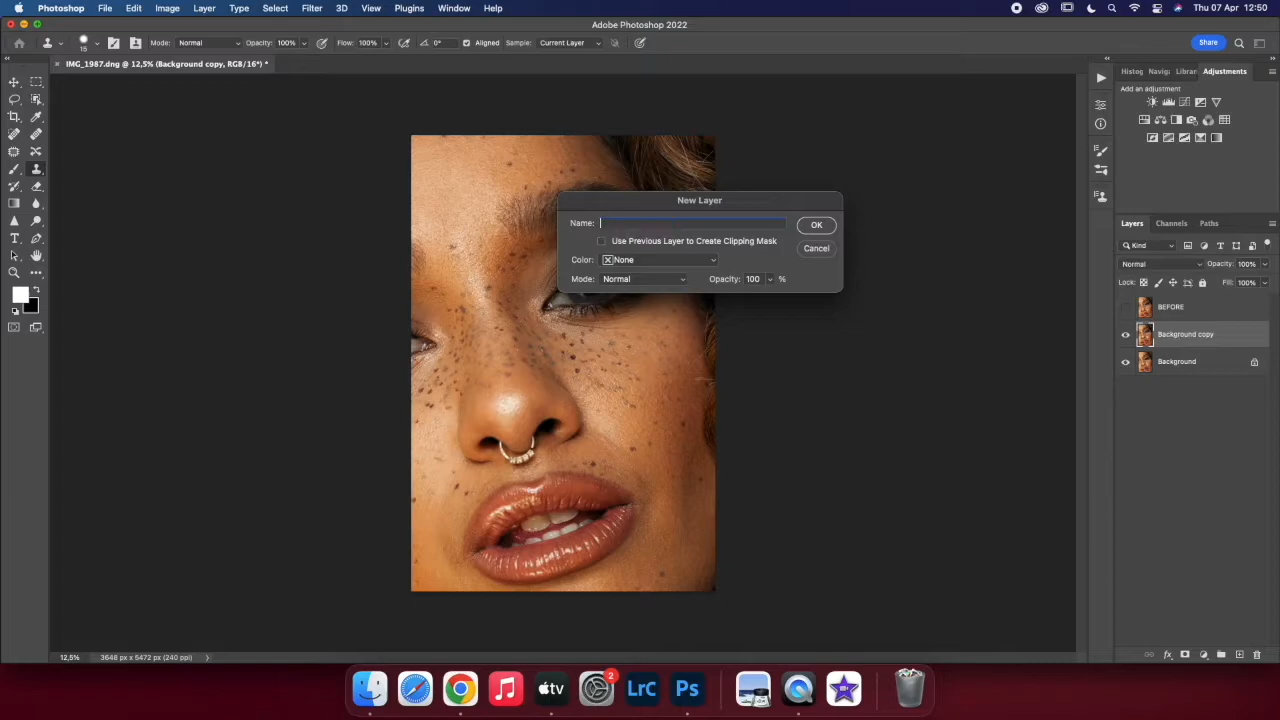 Photoshop File Edit Image Layer Type Select Filter 3D View Plugins Window Help Thu 07 Apr 12:50
Adobe Photoshop 2022
15 Mode: Normal Opacity: 100% Flow: 100% 0° Aligned Sample: Current Layer Share
IMG_1987.dng @ 12,5% (Background copy, RGB/16*) *
Histog Navig Librar Adjustments
Add an adjustment
New Layer
Name:
OK
Use Previous Layer to Create Clipping Mask
Cancel
Color: None
Mode: Normal Opacity: 100 %
Layers Channels Paths
Kind
Normal Opacity: 100%
Lock: Fill: 100%
BEFORE
Background copy
Background
12,5% 3648 px x 5472 px (240 ppi)
2
tv
LrC
Ps